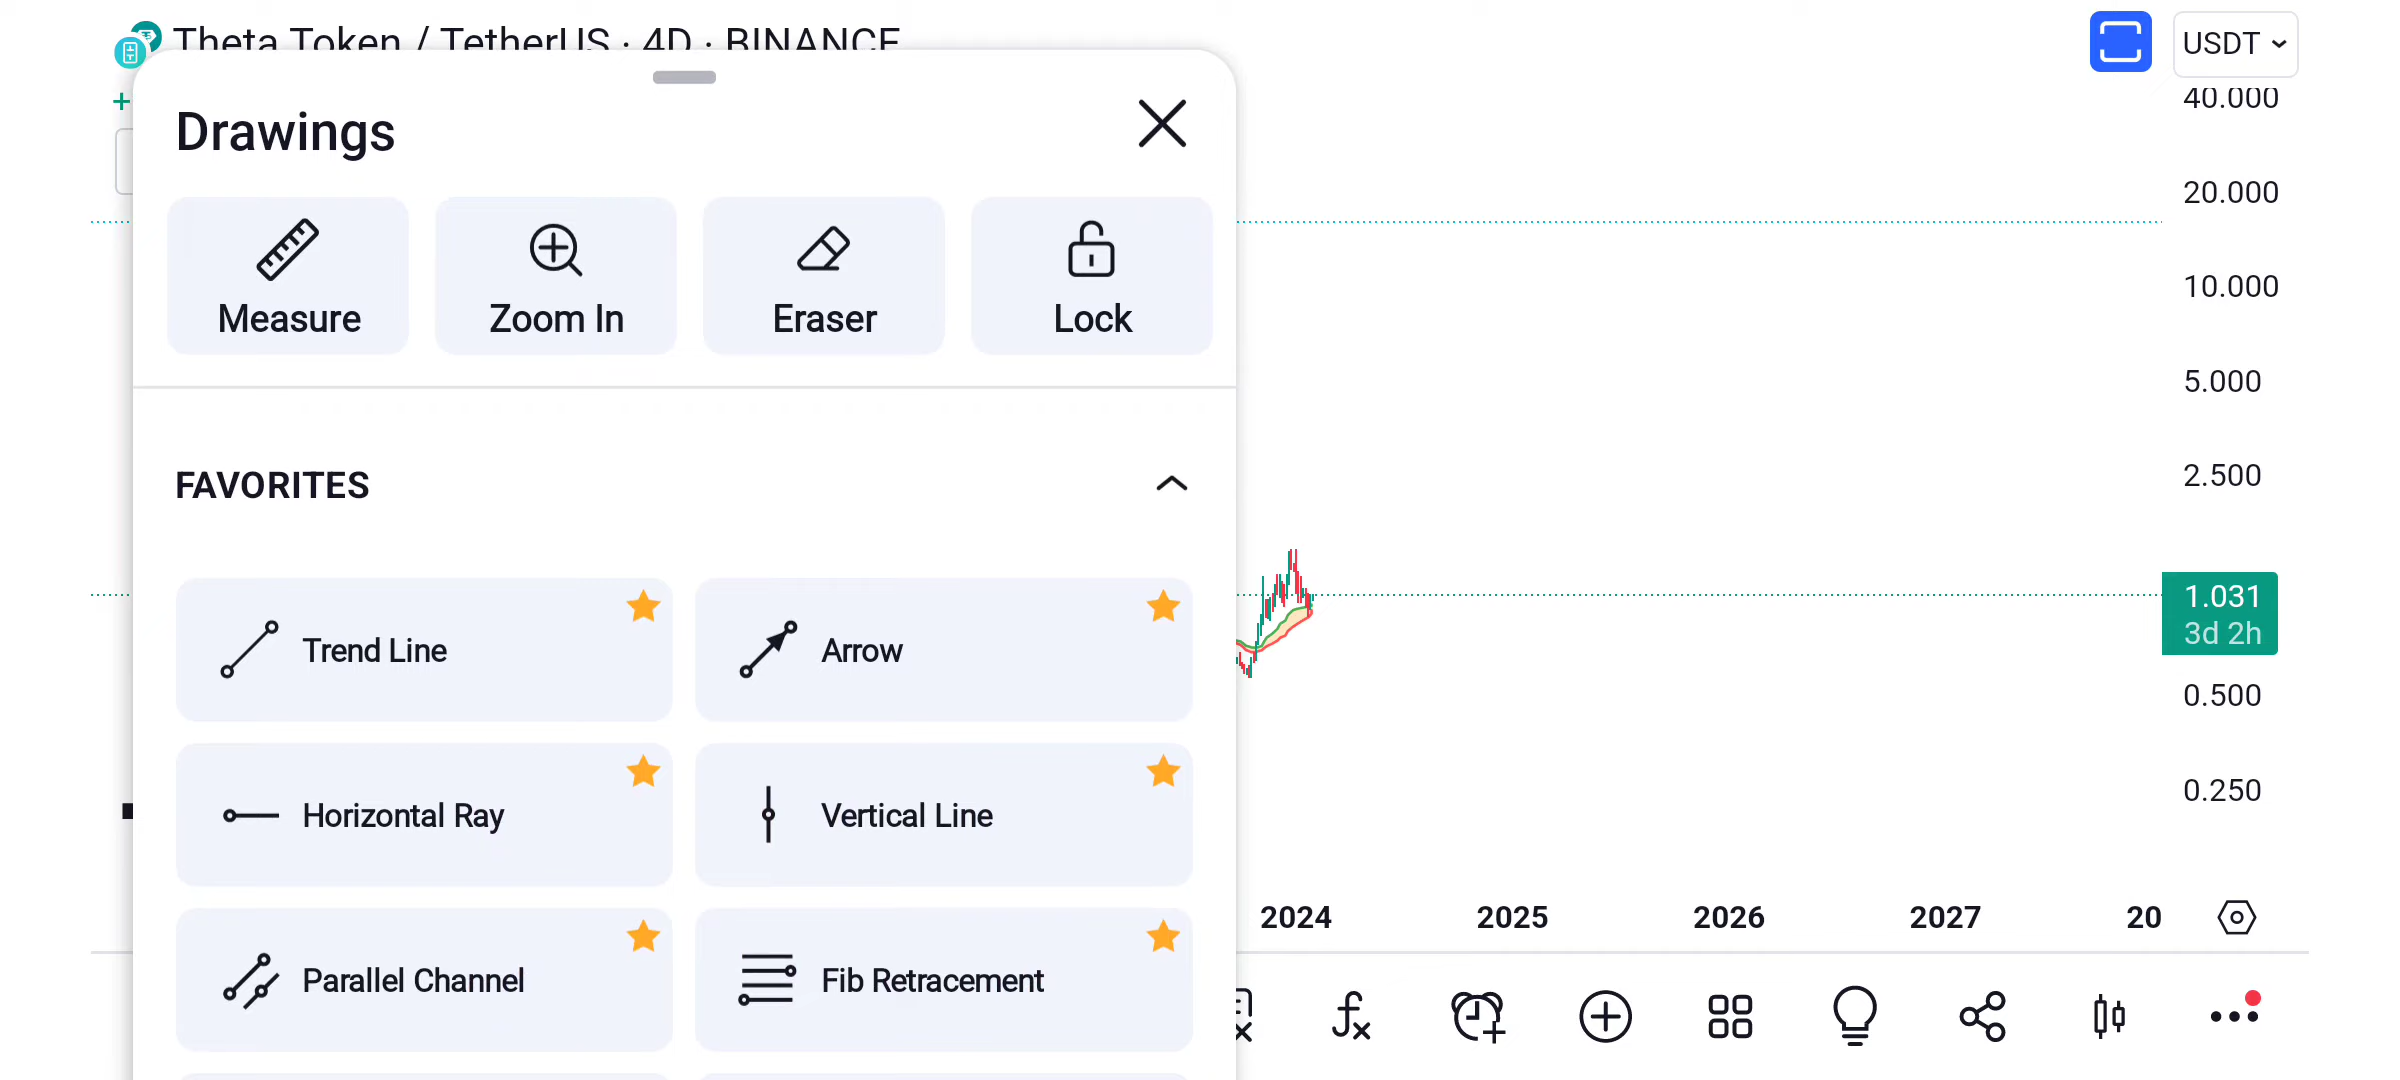 Theta Token / TetherUS · 4D · BINANCE
USDT
Drawings
Measure
Zoom In
Eraser
Lock
FAVORITES
Trend Line
Arrow
Horizontal Ray
Vertical Line
Parallel Channel
Fib Retracement
40.000
20.000
10.000
5.000
2.500
1.031
3d 2h
0.500
0.250
2024
2025
2026
2027
20